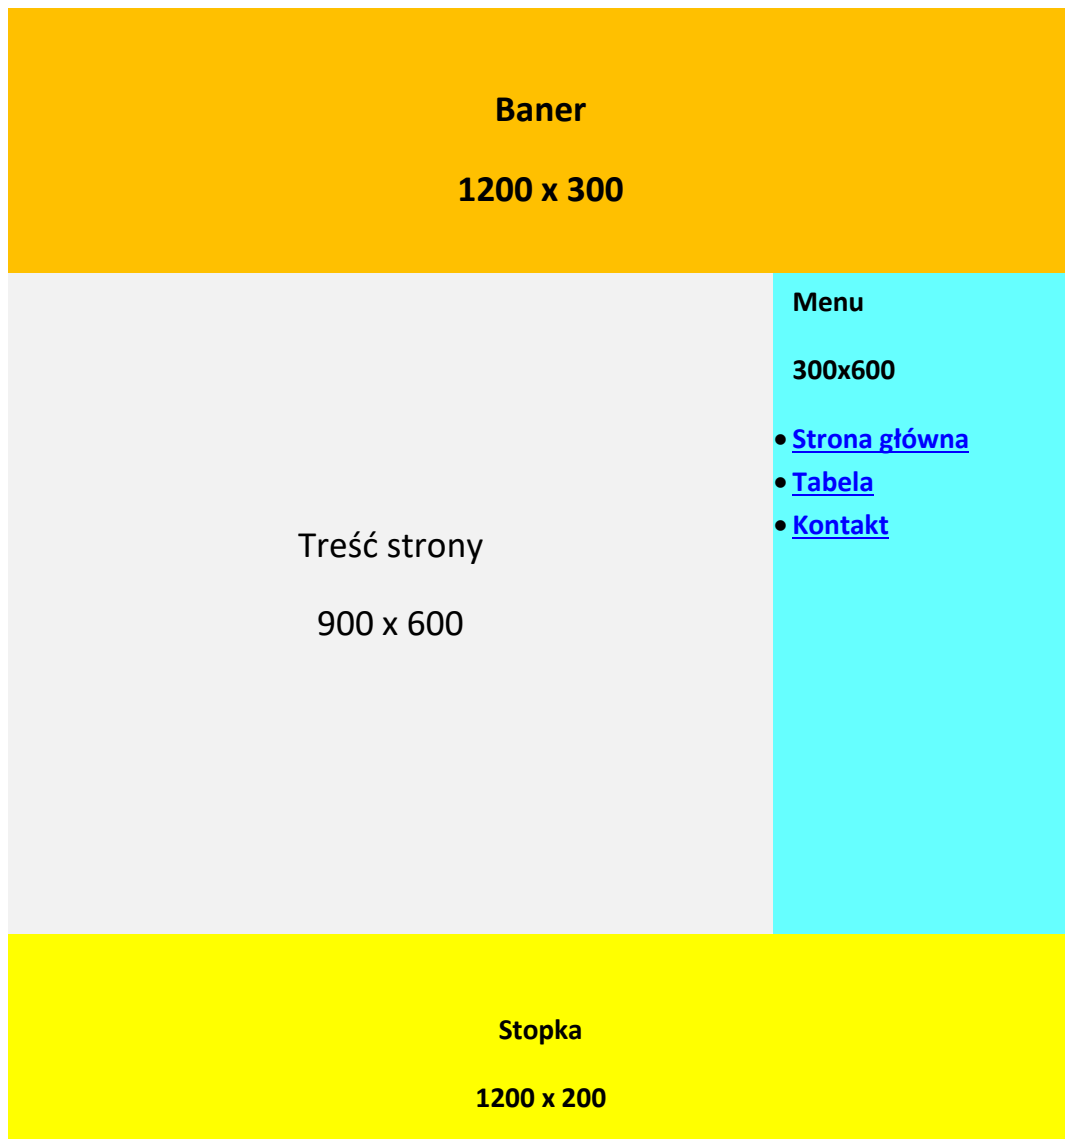 Baner
1200 x 300
Menu
300x600
• Strona główna
• Tabela
• Kontakt
Treść strony
900 x 600
Stopka
1200 x 200